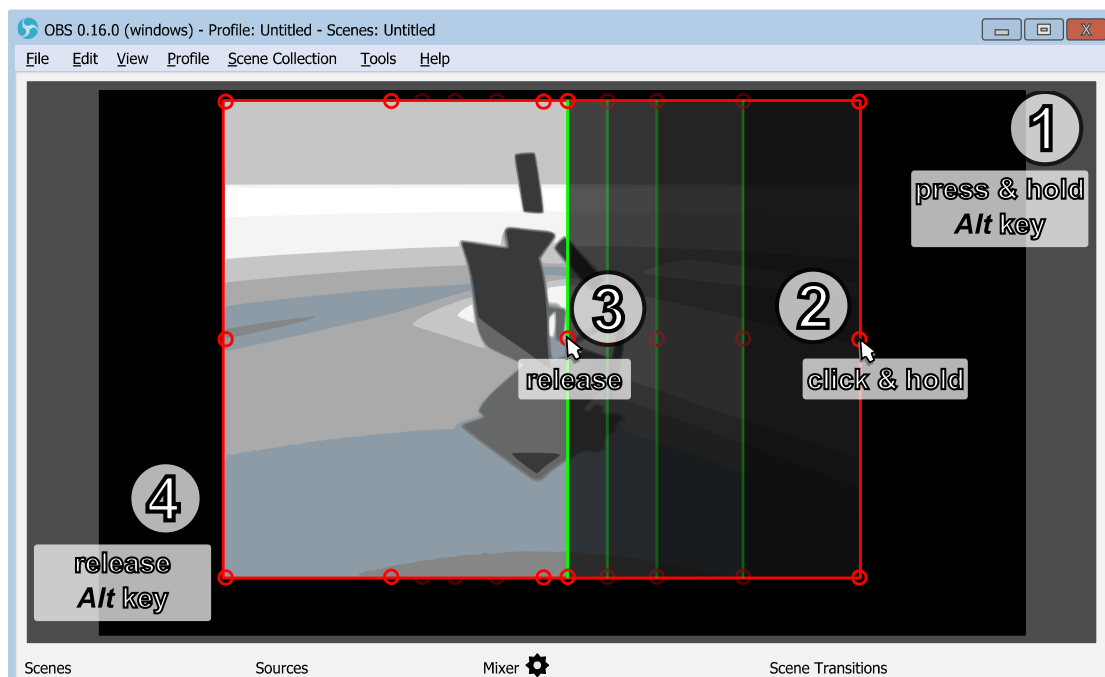 OBS 0.16.0 (windows) - Profile: Untitled - Scenes: Untitled
X
File Edit View Profile Scene Collection Tools Help
1
press & hold
Alt key
2
click & hold
3
release
4
release
Alt key
Scenes Sources Mixer Scene Transitions